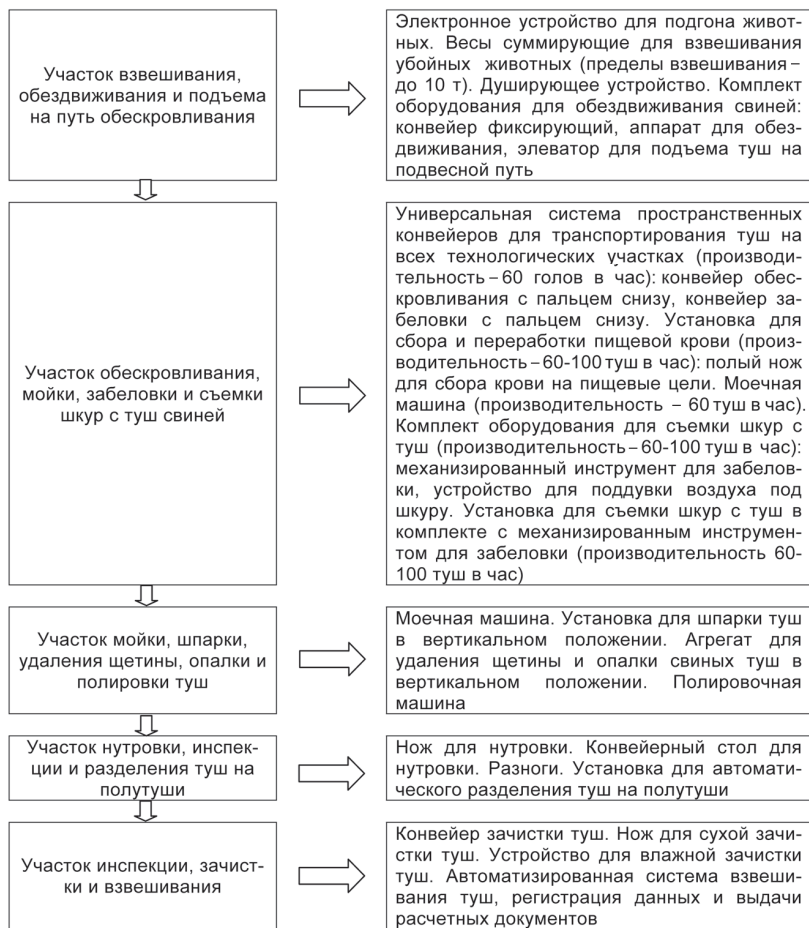 Участок взвешивания,
обездвиживания и подъема
на путь обескровливания
Электронное устройство для подгона живот-
ных. Весы суммирующие для взвешивания
убойных животных (пределы взвешивания –
до 10 т). Душирующее устройство. Комплект
оборудования для обездвиживания свиней:
конвейер фиксирующий, аппарат для обез-
движивания, элеватор для подъема туш на
подвесной путь
Участок обескровливания,
мойки, забеловки и съемки
шкур с туш свиней
Универсальная система пространственных
конвейеров для транспортирования туш на
всех технологических участках (производи-
тельность – 60 голов в час): конвейер обес-
кровливания с пальцем снизу, конвейер за-
беловки с пальцем снизу. Установка для
сбора и переработки пищевой крови (произ-
водительность – 60-100 туш в час): полый нож
для сбора крови на пищевые цели. Моечная
машина (производительность – 60 туш в час).
Комплект оборудования для съемки шкур с
туш (производительность – 60-100 туш в час):
механизированный инструмент для забелов-
ки, устройство для поддувки воздуха под
шкуру. Установка для съемки шкур с туш в
комплекте с механизированным инструмен-
том для забеловки (производительность 60-
100 туш в час)
Участок мойки, шпарки,
удаления щетины, опалки и
полировки туш
Моечная машина. Установка для шпарки туш
в вертикальном положении. Агрегат для
удаления щетины и опалки свиных туш в
вертикальном положении. Полировочная
машина
Участок нутровки, инспек-
ции и разделения туш на
полутуши
Нож для нутровки. Конвейерный стол для
нутровки. Разноги. Установка для автомати-
ческого разделения туш на полутуши
Участок инспекции, зачист-
ки и взвешивания
Конвейер зачистки туш. Нож для сухой зачи-
стки туш. Устройство для влажной зачистки
туш. Автоматизированная система взвеши-
вания туш, регистрация данных и выдачи
расчетных документов